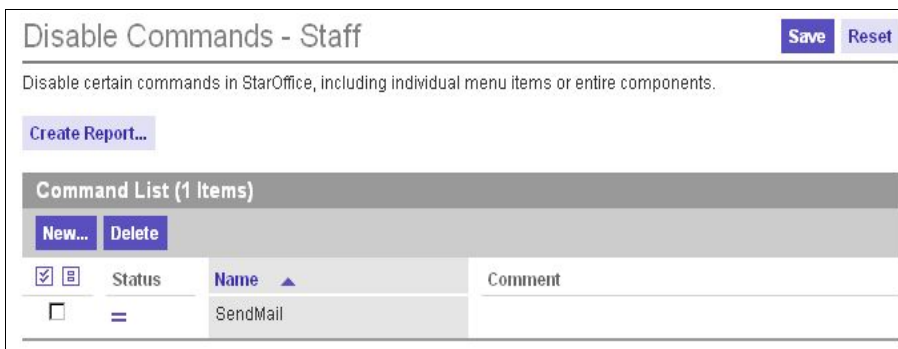 Disable Commands - Staff
Save Reset
Disable certain commands in StarOffice, including individual menu items or entire components.
Create Report...
Command List (1 Items)
New... Delete
Status Name Comment
SendMail